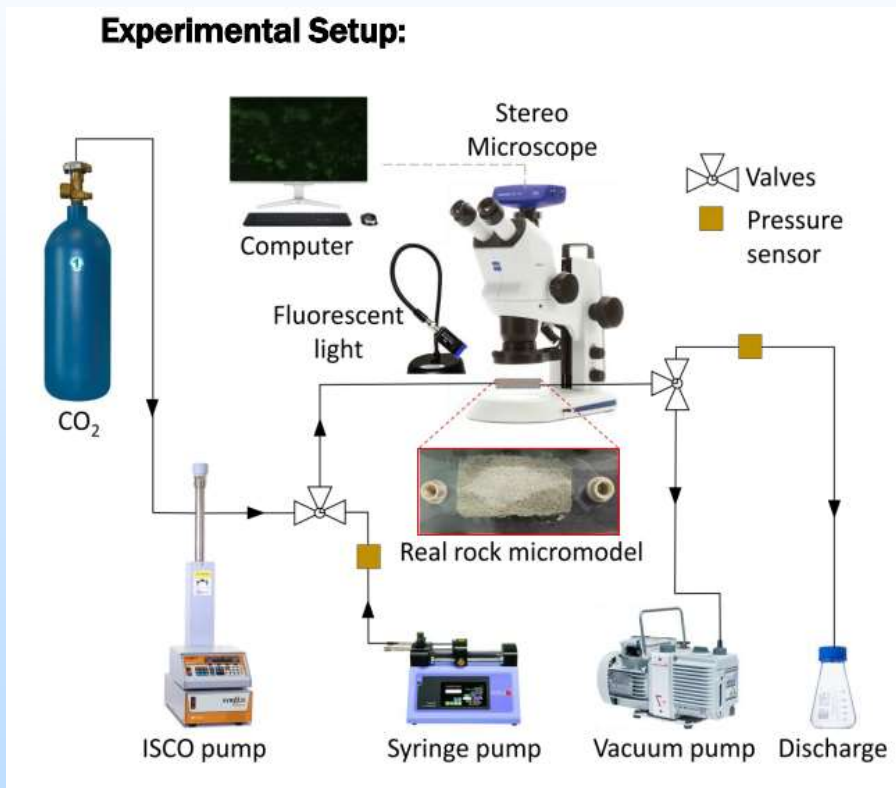 Experimental Setup:
Stereo
Microscope
Valves
Pressure
sensor
Computer
Fluorescent
light
CO₂
Real rock micromodel
ISCO pump
Syringe pump
Vacuum pump
Discharge